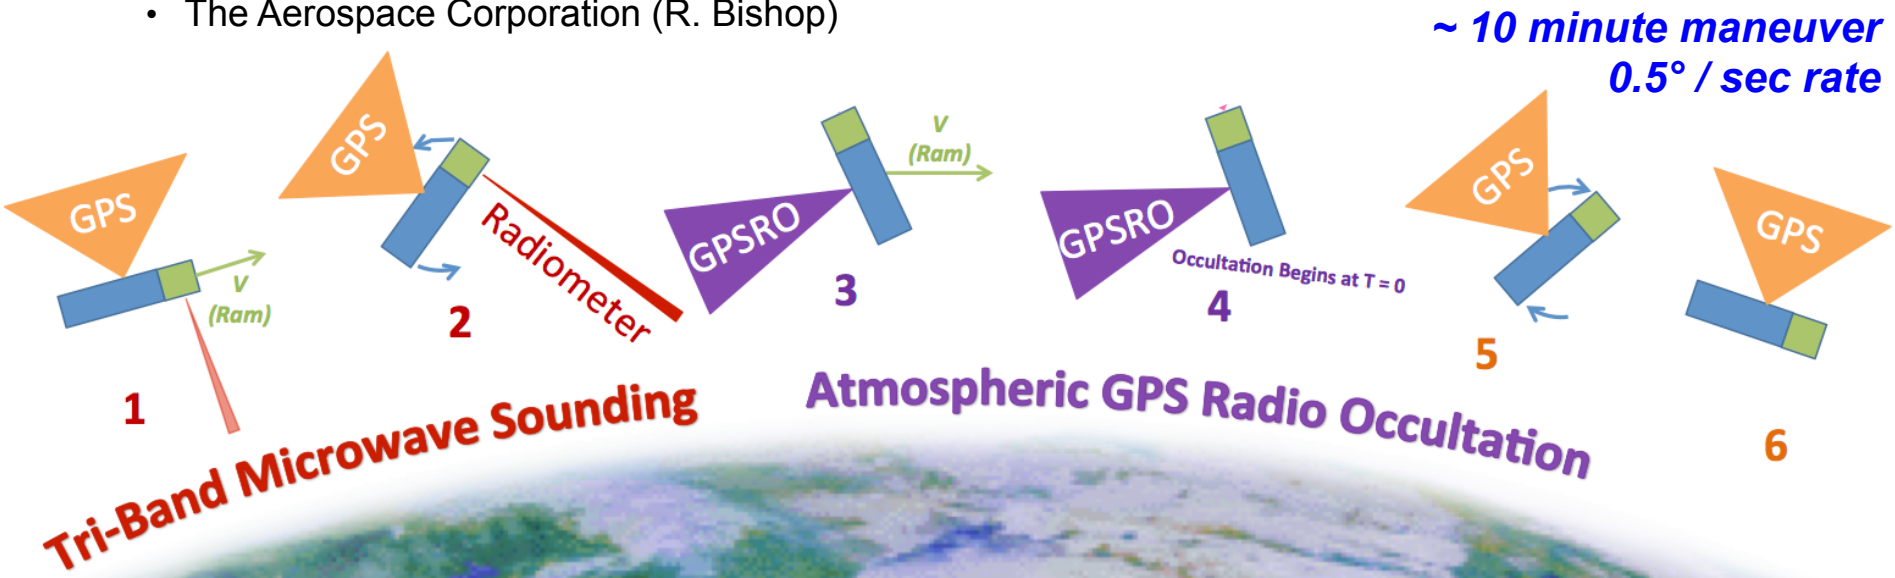 • The Aerospace Corporation (R. Bishop)
~ 10 minute maneuver
0.5° / sec rate
GPS
V
(Ram)
1
GPS
Radiometer
2
GPSRO
V
(Ram)
3
GPSRO
Occultation Begins at T = 0
4
GPS
5
GPS
6
Tri-Band Microwave Sounding
Atmospheric GPS Radio Occultation